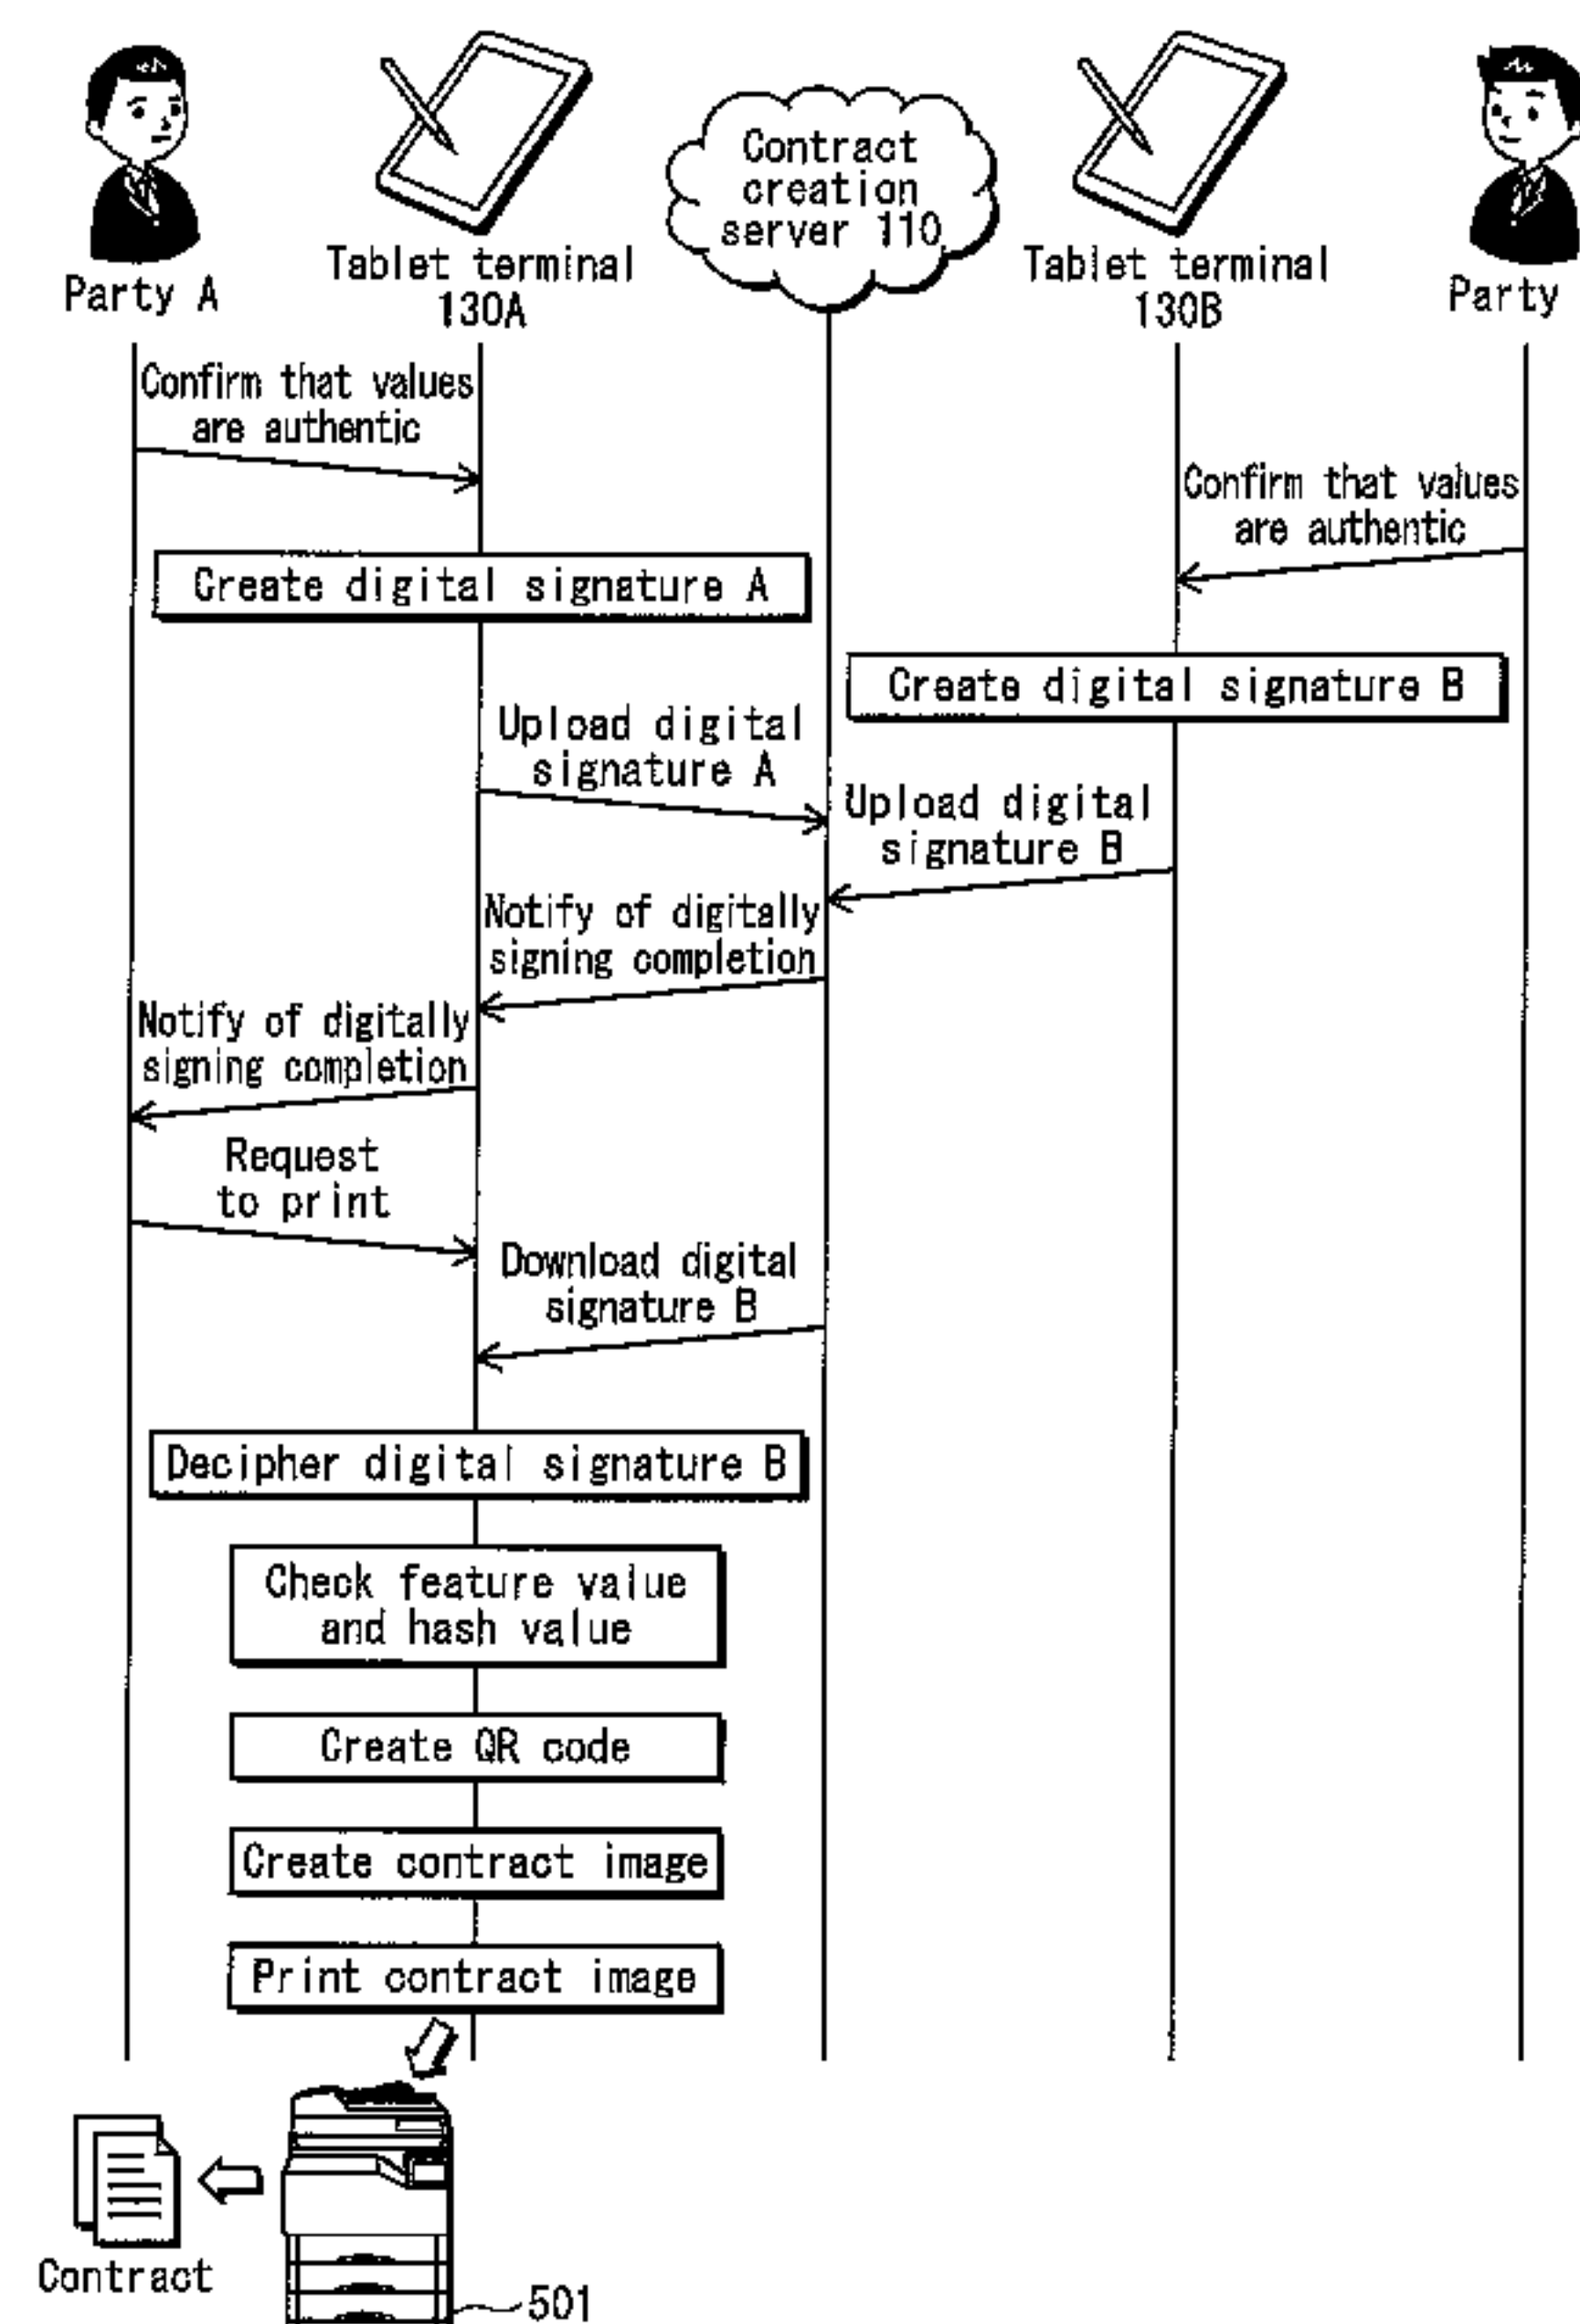 Contract
creation
server 110
Party A
Tablet terminal
130A
Tablet terminal
130B
Party
Confirm that values
are authentic
Confirm that values
are authentic
Create digital signature A
Create digital signature B
Upload digital
signature A
Upload digital
signature B
Notify of digitally
signing completion
Notify of digitally
signing completion
Request
to print
Download digital
signature B
Decipher digital signature B
Check feature value
and hash value
Create QR code
Create contract image
Print contract image
Contract
501